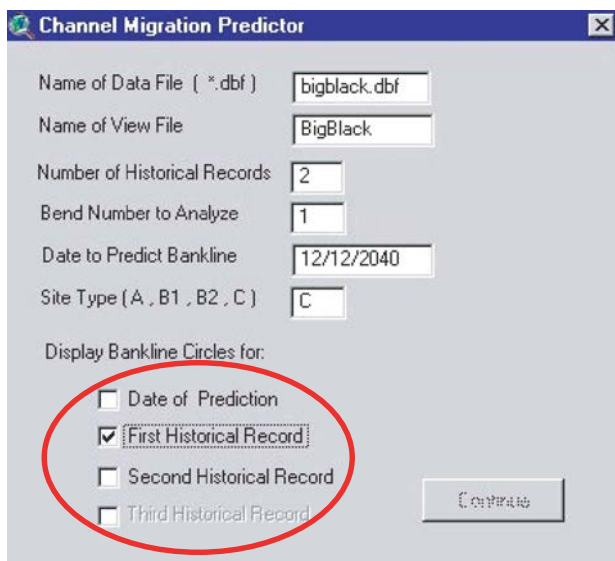 Channel Migration Predictor
Name of Data File ( *.dbf ) bigblack.dbf
Name of View File BigBlack
Number of Historical Records 2
Bend Number to Analyze 1
Date to Predict Bankline 12/12/2040
Site Type ( A , B1 , B2 , C ) C
Display Bankline Circles for:
Date of Prediction
First Historical Record
Second Historical Record
Third Historical Record
Continue